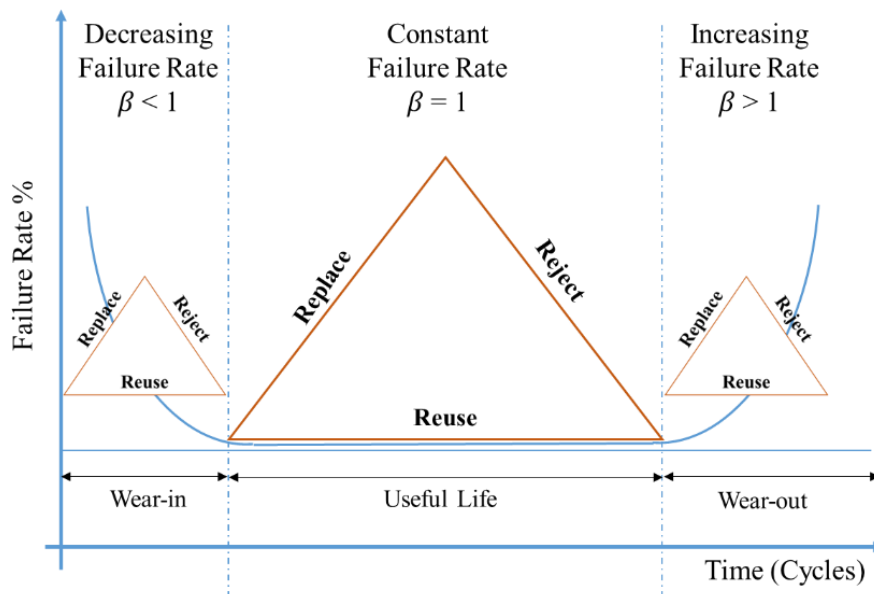 Decreasing
Failure Rate
β < 1
Constant
Failure Rate
β = 1
Increasing
Failure Rate
β > 1
Failure Rate %
Replace
Reject
Reuse
Replace
Reject
Reuse
Replace
Reject
Reuse
Wear-in
Useful Life
Wear-out
Time (Cycles)